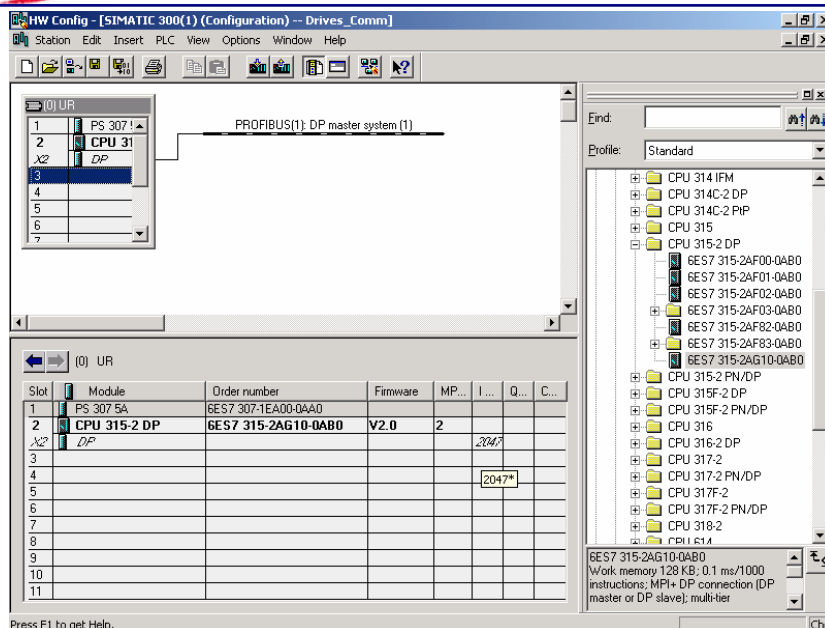 HW Config - [SIMATIC 300(1) (Configuration) -- Drives_Comm]
Station Edit Insert PLC View Options Window Help
(0) UR
1 PS 307
2 CPU 31
X2 DP
3
4
5
6
7
PROFIBUS(1): DP master system (1)
Find:
Profile: Standard
CPU 314 IFM
CPU 314C-2 DP
CPU 314C-2 PtP
CPU 315
CPU 315-2 DP
6ES7 315-2AF00-0AB0
6ES7 315-2AF01-0AB0
6ES7 315-2AF02-0AB0
6ES7 315-2AF03-0AB0
6ES7 315-2AF82-0AB0
6ES7 315-2AF83-0AB0
6ES7 315-2AG10-0AB0
CPU 315-2 PN/DP
CPU 315F-2 DP
CPU 315F-2 PN/DP
CPU 316
CPU 316-2 DP
CPU 317-2
CPU 317-2 PN/DP
CPU 317F-2
CPU 317F-2 PN/DP
CPU 318-2
CPU 614
6ES7 315-2AG10-0AB0
Work memory 128 KB; 0.1 ms/1000
instructions; MPI+ DP connection (DP
master or DP slave); multi-tier
(0) UR
Slot Module Order number Firmware MP... I ... Q... C...
1 PS 307 5A 6ES7 307-1EA00-0AA0
2 CPU 315-2 DP 6ES7 315-2AG10-0AB0 V2.0 2
X2 DP 2047
3
4
2047*
5
6
7
8
9
10
11
Press F1 to get Help.